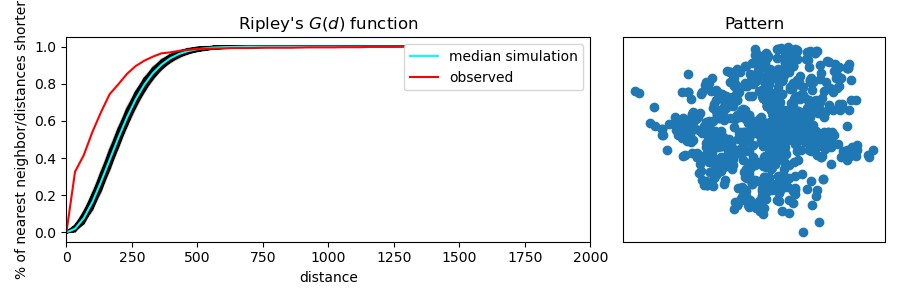 Ripley's G(d) function
% of nearest neighbor/distances shorter
1.0
0.8
0.6
0.4
0.2
0.0
median simulation
observed
0 250 500 750 1000 1250 1500 1750 2000
distance
Pattern